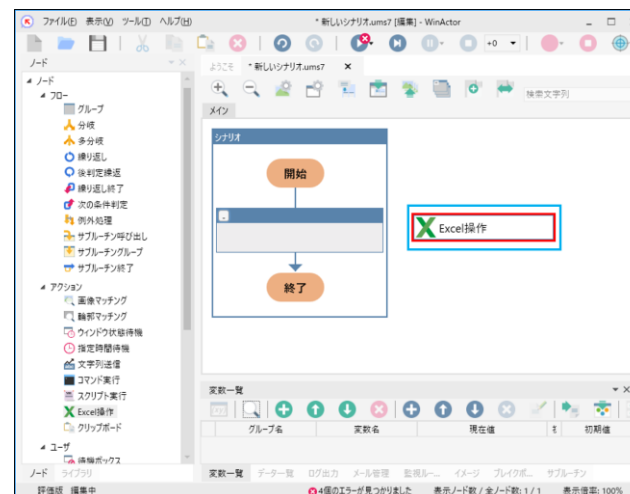 ファイル(F) 表示(V) ツール(T) ヘルプ(H)
* 新しいシナリオ.ums7 [編集] - WinActor
+0
ノード
ようこそ
* 新しいシナリオ.ums7
検索文字列
メイン
ノード
フロー
グループ
分岐
多分岐
繰り返し
後判定繰返
繰り返し終了
次の条件判定
例外処理
サブルーチン呼び出し
サブルーチングループ
サブルーチン終了
アクション
画像マッチング
輪郭マッチング
ウィンドウ状態待機
指定時間待機
文字列送信
コマンド実行
スクリプト実行
Excel操作
クリップボード
ユーザ
待機ボックス
シナリオ
開始
終了
Excel操作
変数一覧
グループ名 変数名 現在値 初期値
ノード ライブラリ
変数一覧 データ一覧 ログ出力 メール管理 監視ルー... イメージ ブレイクポ... サブルーチン
評価版 編集中
4個のエラーが見つかりました
表示ノード数 / 全ノード数: 1 / 1
表示倍率: 100%